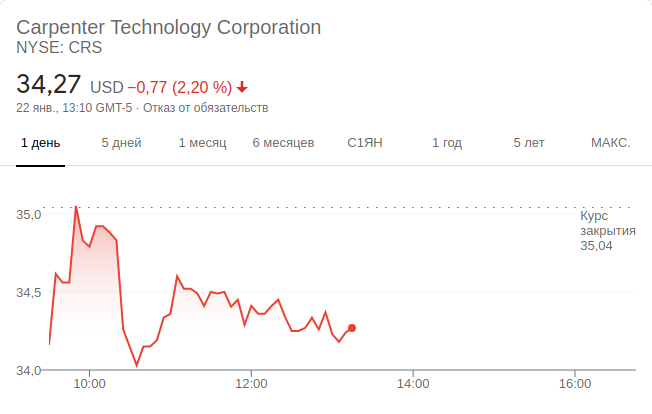 Carpenter Technology Corporation
NYSE: CRS
34,27 USD −0,77 (2,20 %)
22 янв., 13:10 GMT-5 · Отказ от обязательств
1 день 5 дней 1 месяц 6 месяцев С1ЯН 1 год 5 лет МАКС.
35,0
Курс
закрытия
35,04
34,5
34,0
10:00 12:00 14:00 16:00